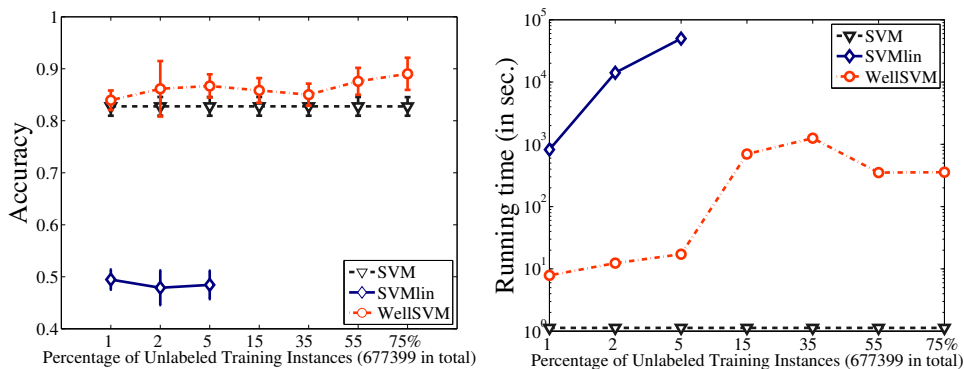 1
0.9
0.8
0.7
0.6
0.5
0.4
Accuracy
SVM
SVMlin
WellSVM
1 2 5 15 35 55 75%
Percentage of Unlabeled Training Instances (677399 in total)
10^5
10^4
10^3
10^2
10^1
10^0
Running time (in sec.)
SVM
SVMlin
WellSVM
1 2 5 15 35 55 75%
Percentage of Unlabeled Training Instances (677399 in total)